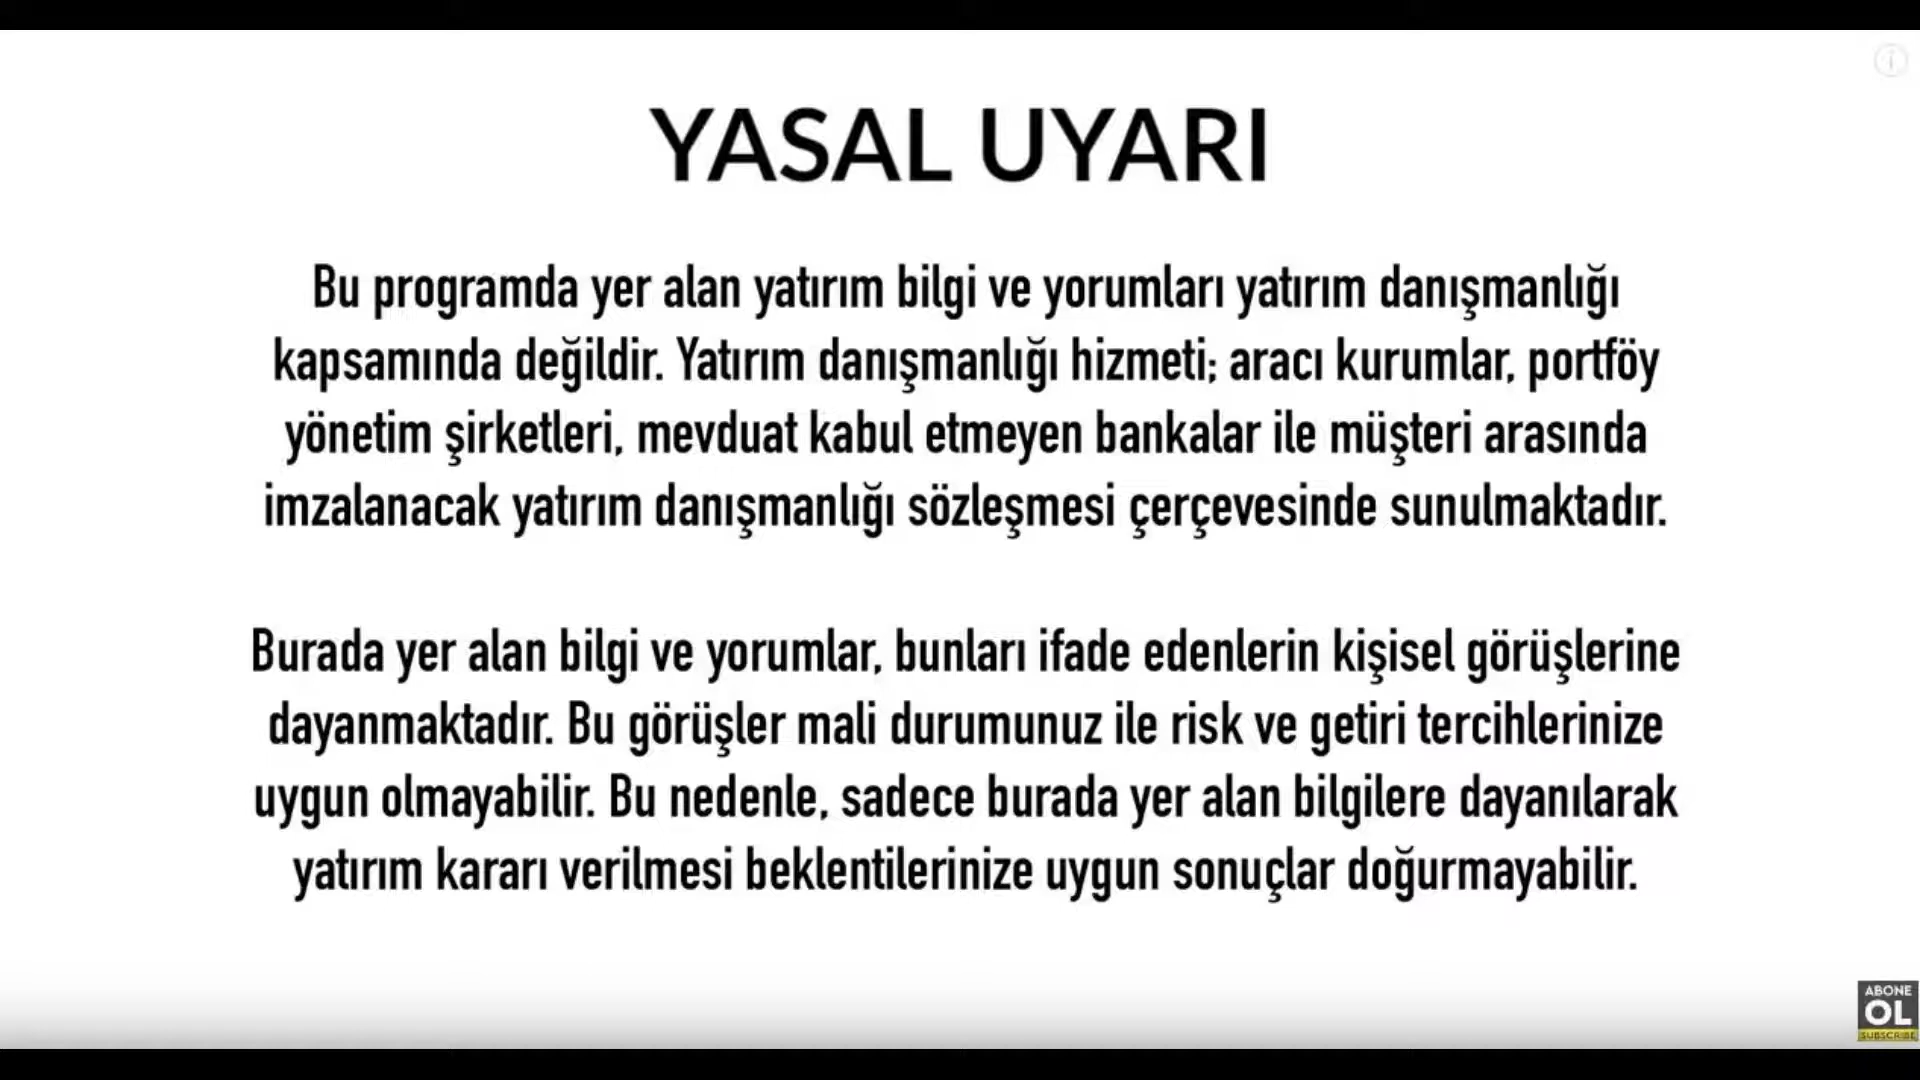 YASAL UYARI
Bu programda yer alan yatırım bilgi ve yorumları yatırım danışmanlığı
kapsamında değildir. Yatırım danışmanlığı hizmeti; aracı kurumlar, portföy
yönetim şirketleri, mevduat kabul etmeyen bankalar ile müşteri arasında
imzalanacak yatırım danışmanlığı sözleşmesi çerçevesinde sunulmaktadır.
Burada yer alan bilgi ve yorumlar, bunları ifade edenlerin kişisel görüşlerine
dayanmaktadır. Bu görüşler mali durumunuz ile risk ve getiri tercihlerinize
uygun olmayabilir. Bu nedenle, sadece burada yer alan bilgilere dayanılarak
yatırım kararı verilmesi beklentilerinize uygun sonuçlar doğurmayabilir.
ABONE
OL
SUBSCRIBE